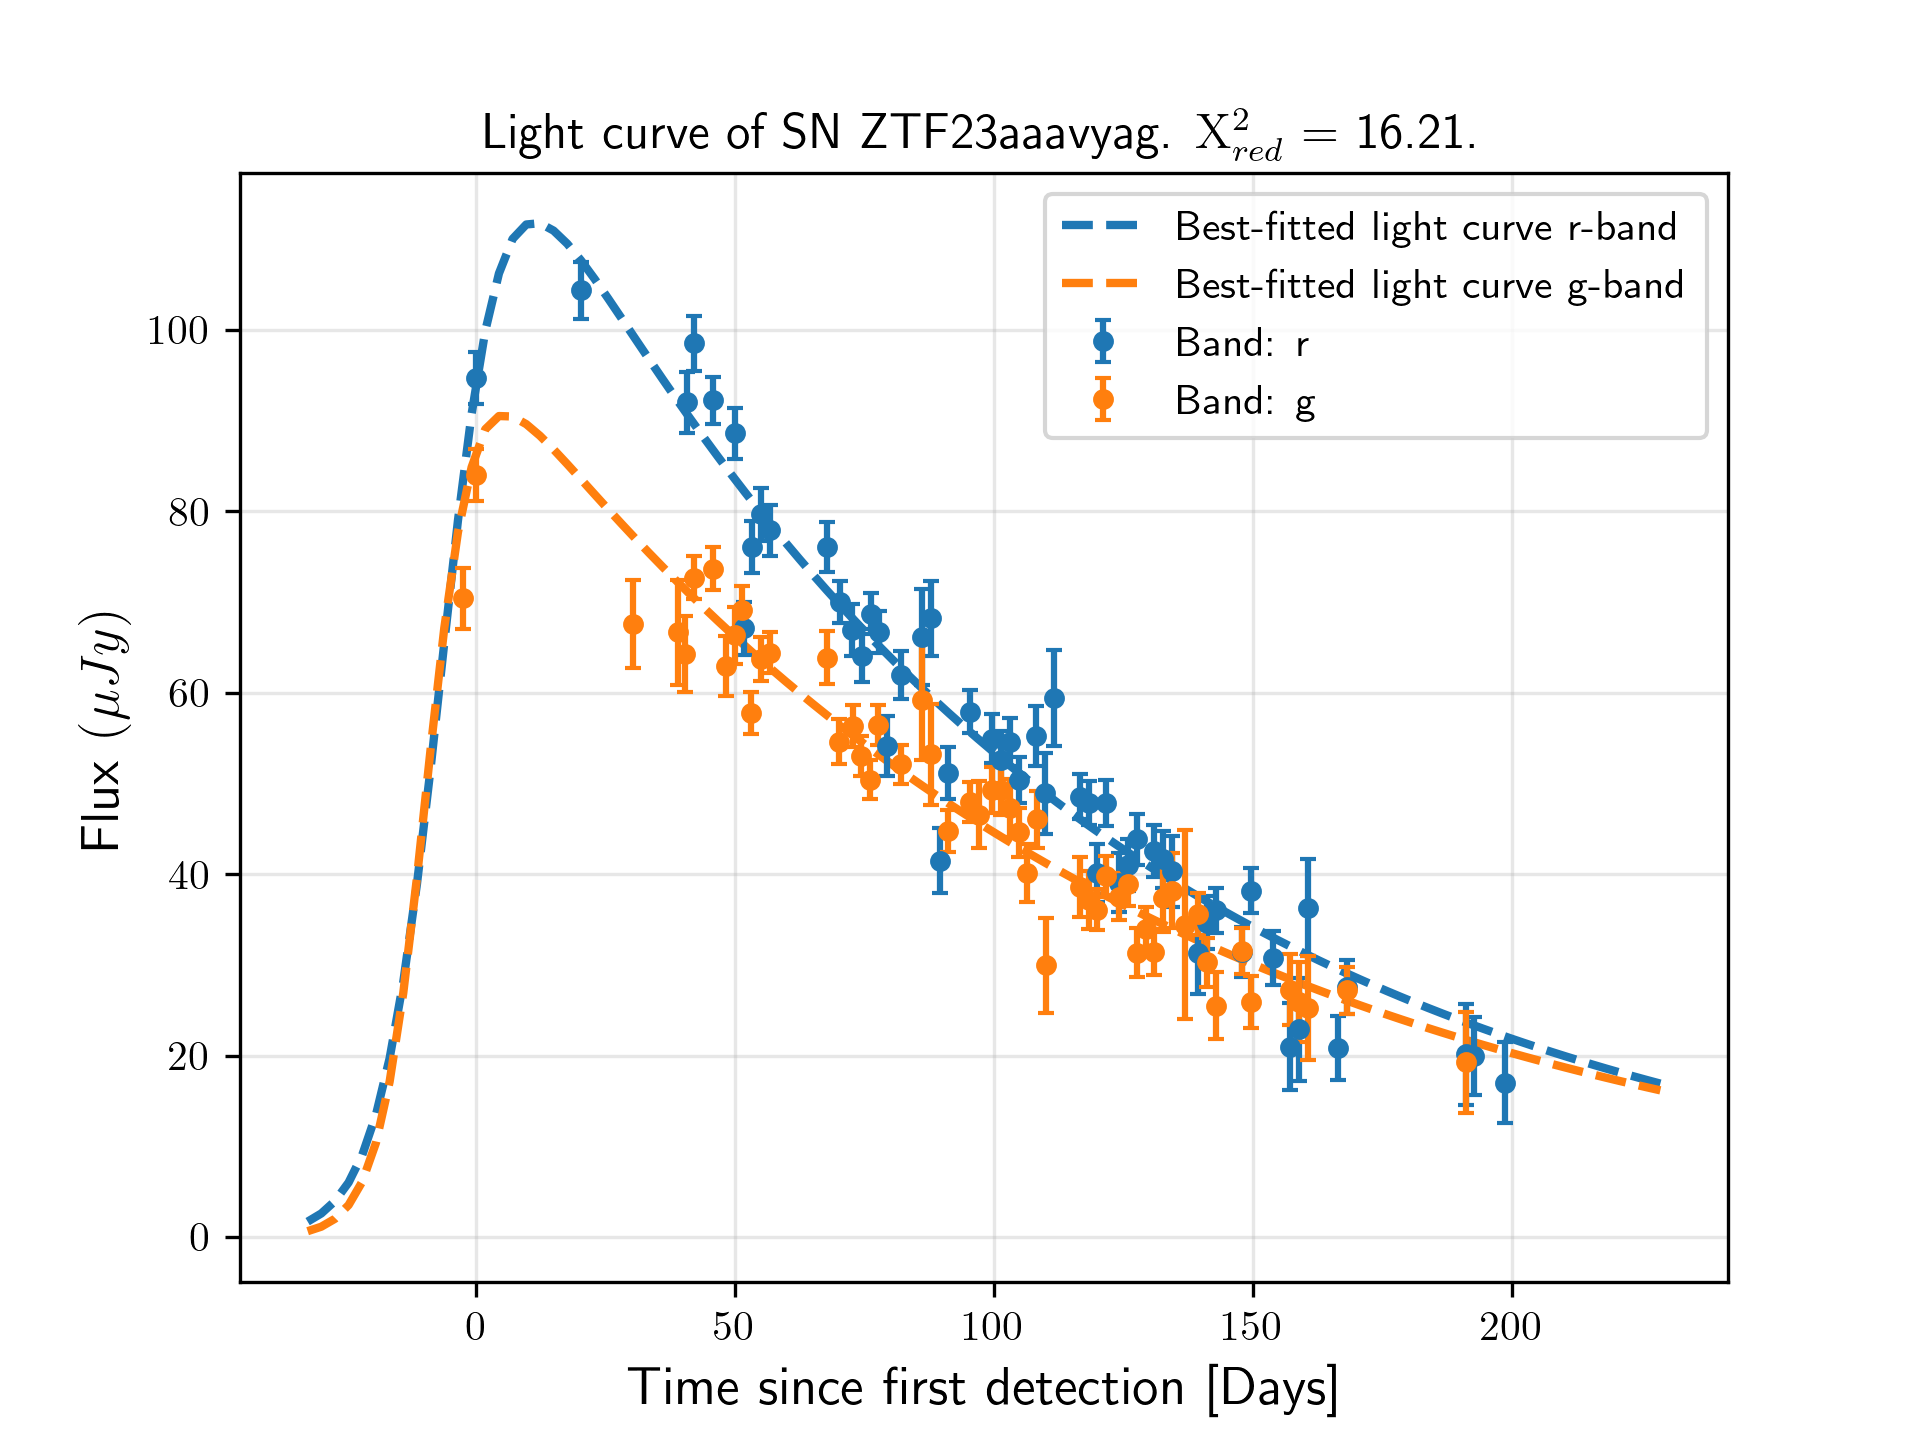 Light curve of SN ZTF23aaavyag. X²_red = 16.21.
Best-fitted light curve r-band
Best-fitted light curve g-band
Band: r
Band: g
Flux (μJy)
100
80
60
40
20
0
0 50 100 150 200
Time since first detection [Days]